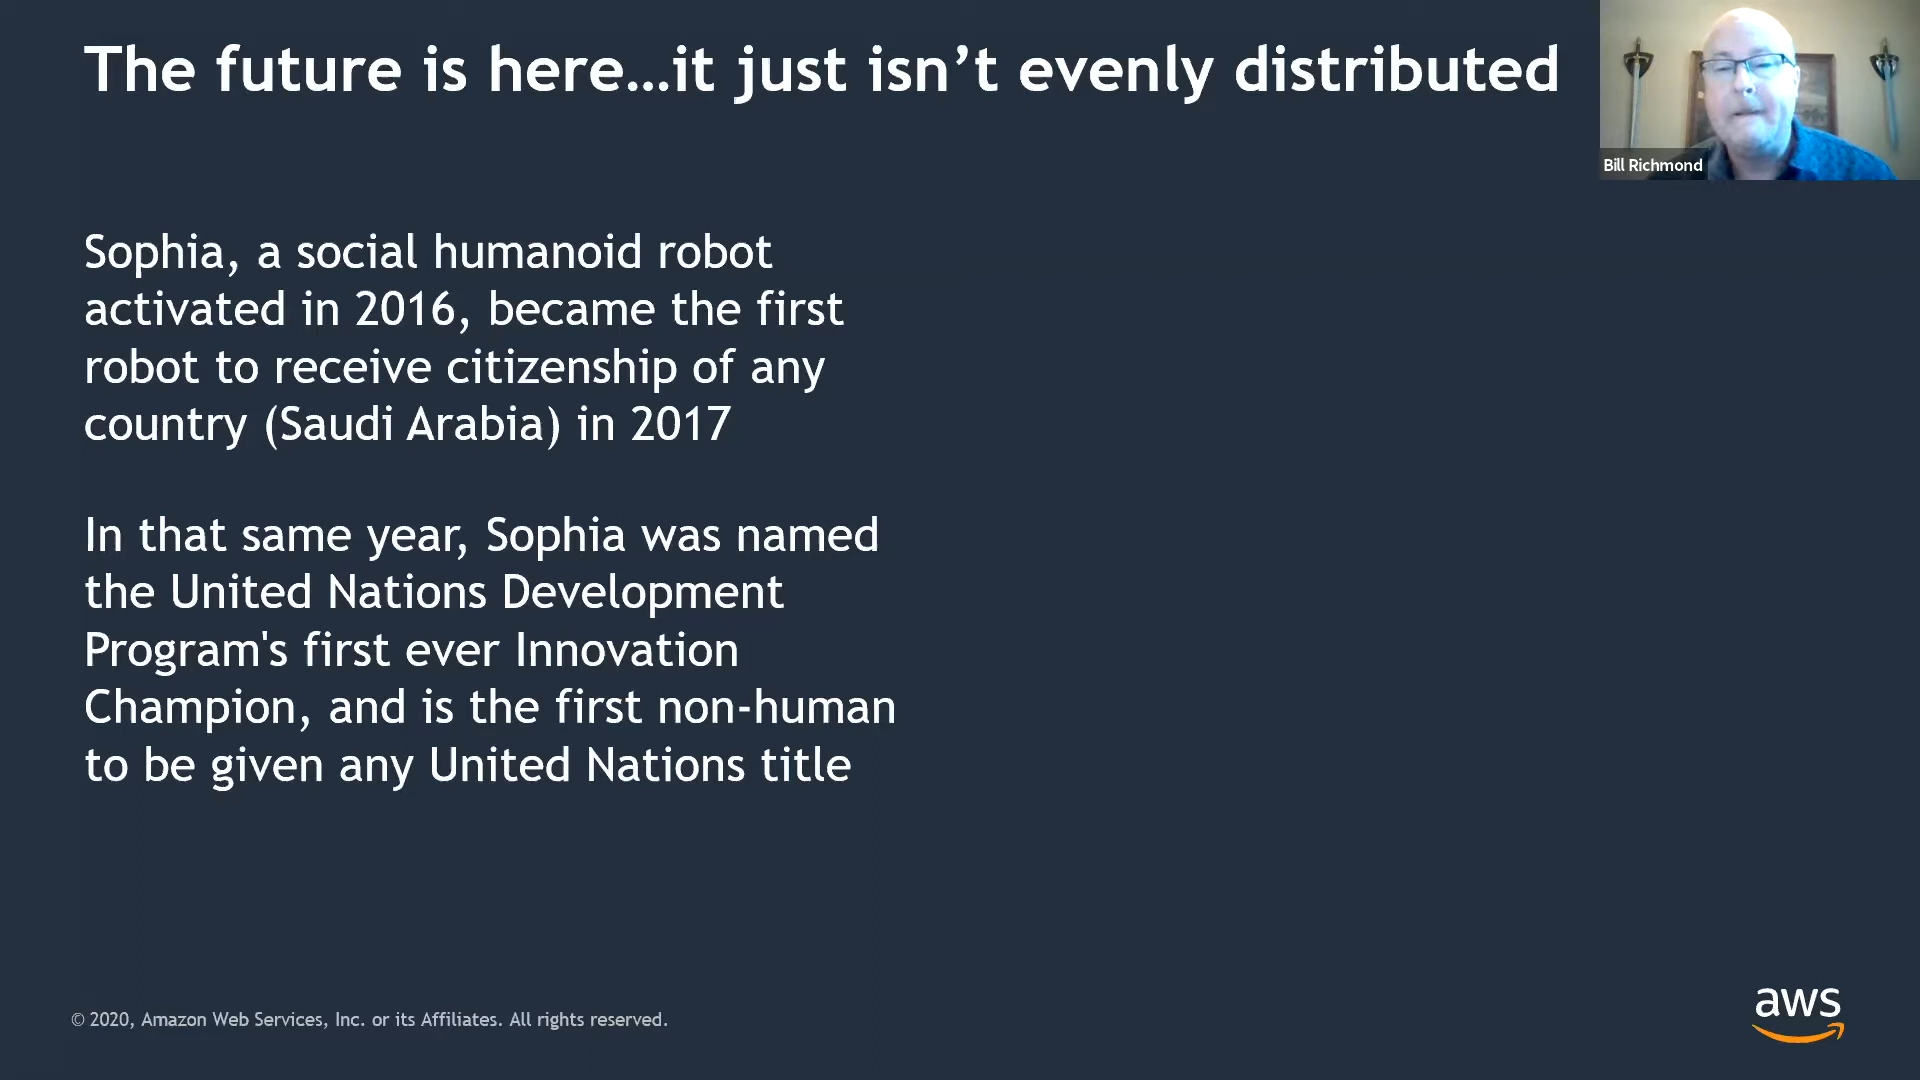 The future is here…it just isn’t evenly distributed
Bill Richmond
Sophia, a social humanoid robot
activated in 2016, became the first
robot to receive citizenship of any
country (Saudi Arabia) in 2017
In that same year, Sophia was named
the United Nations Development
Program's first ever Innovation
Champion, and is the first non-human
to be given any United Nations title
© 2020, Amazon Web Services, Inc. or its Affiliates. All rights reserved.
aws